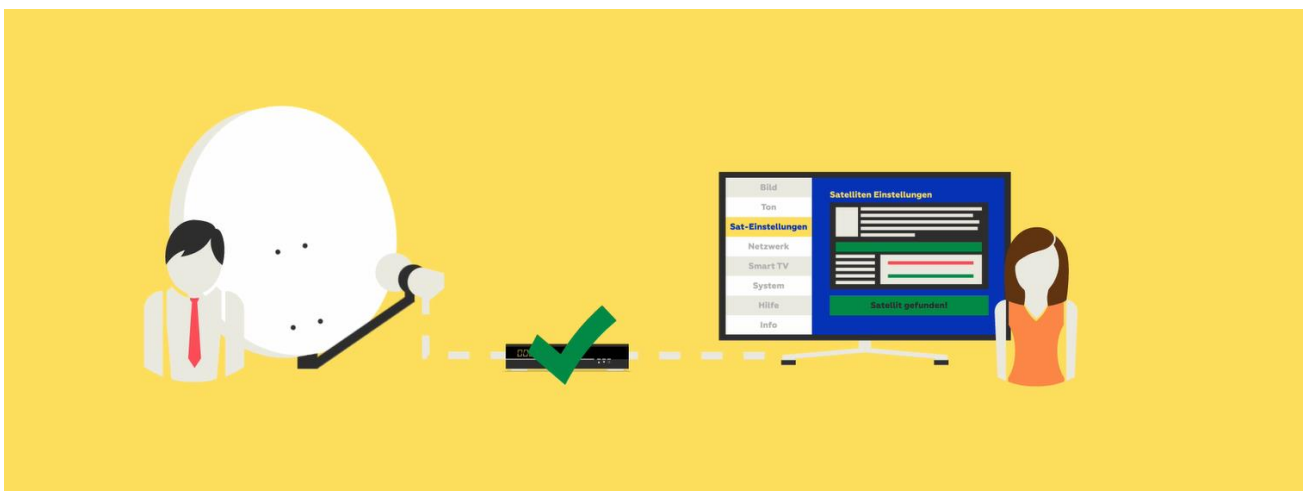 Bild
Ton
Sat-Einstellungen
Netzwerk
Smart TV
System
Hilfe
Info
Satelliten Einstellungen
Satellit gefunden!